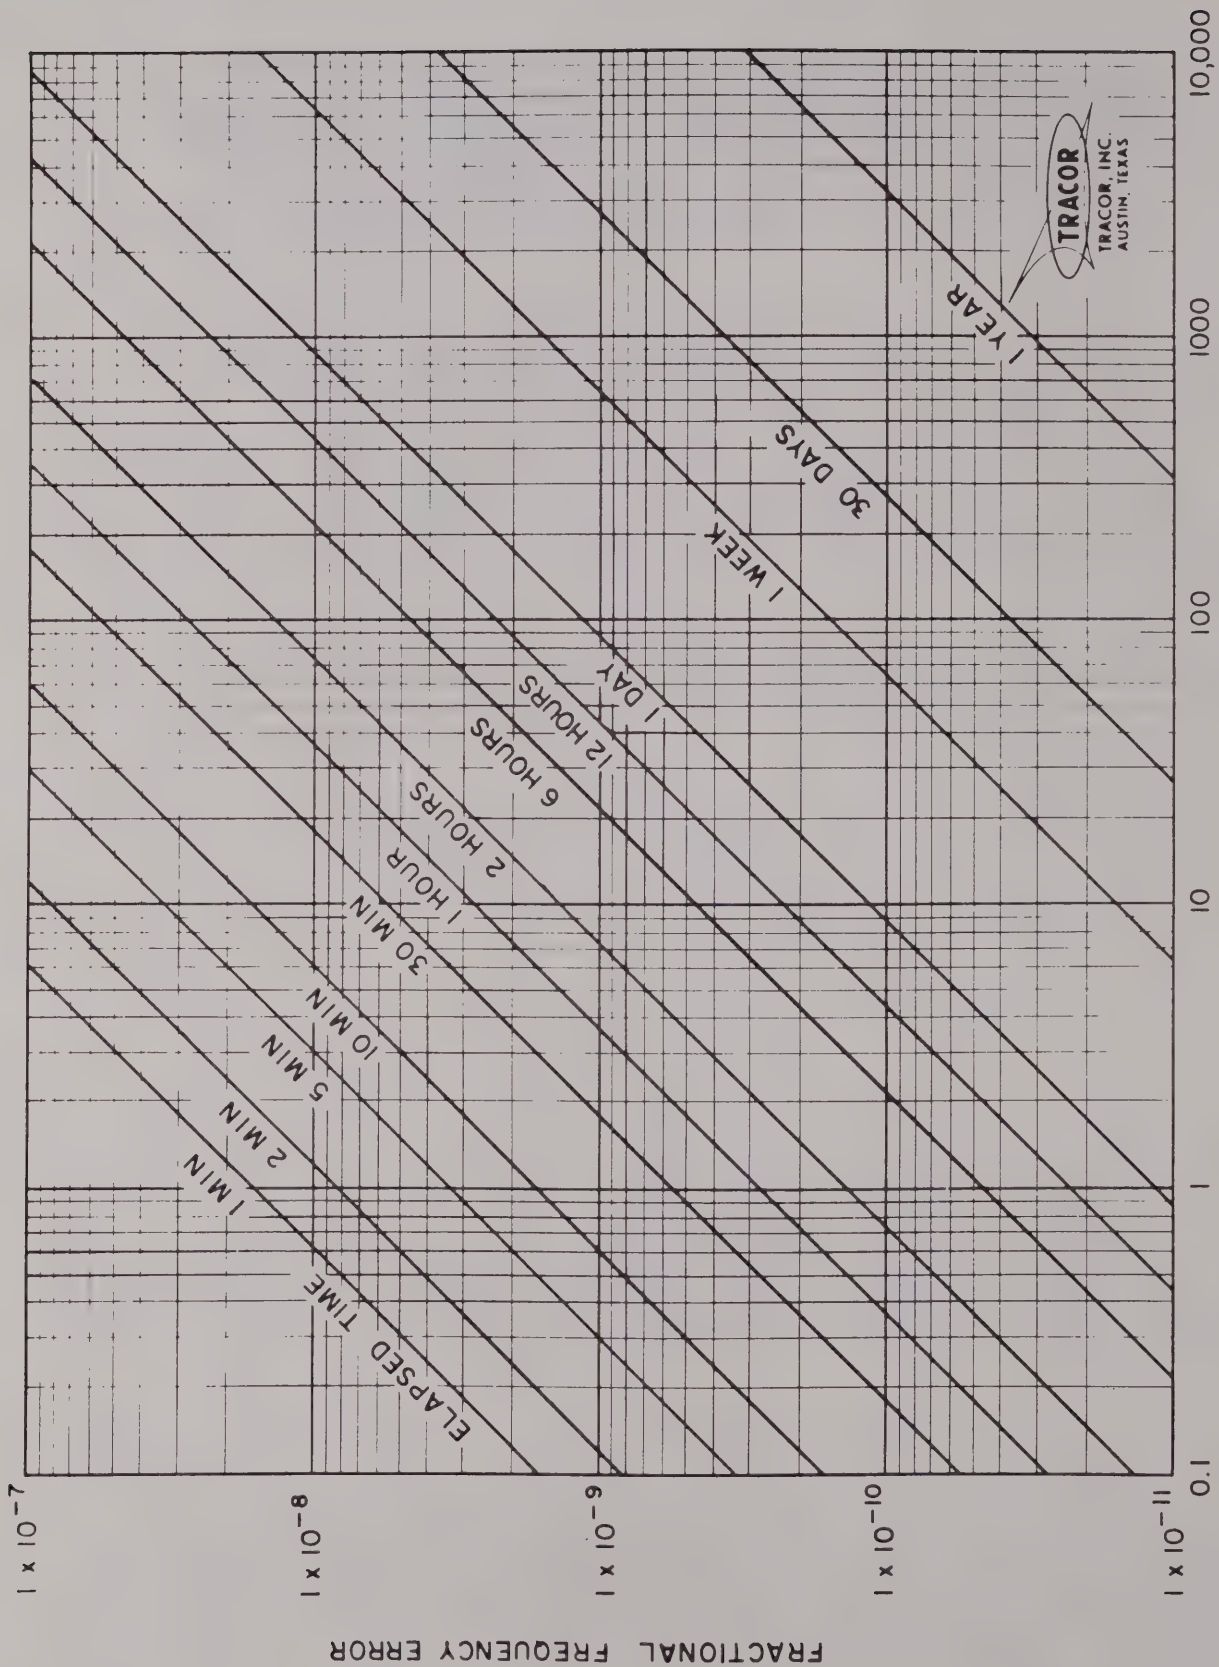 FRACTIONAL FREQUENCY ERROR
1 x 10-7
1 x 10-8
1 x 10-9
1 x 10-10
1 x 10-11
ELAPSED TIME
1 MIN
2 MIN
5 MIN
10 MIN
30 MIN
1 HOUR
2 HOURS
6 HOURS
12 HOURS
1 DAY
1 WEEK
30 DAYS
1 YEAR
TRACOR
TRACOR, INC.
AUSTIN, TEXAS
0.1
1
10
100
1000
10,000